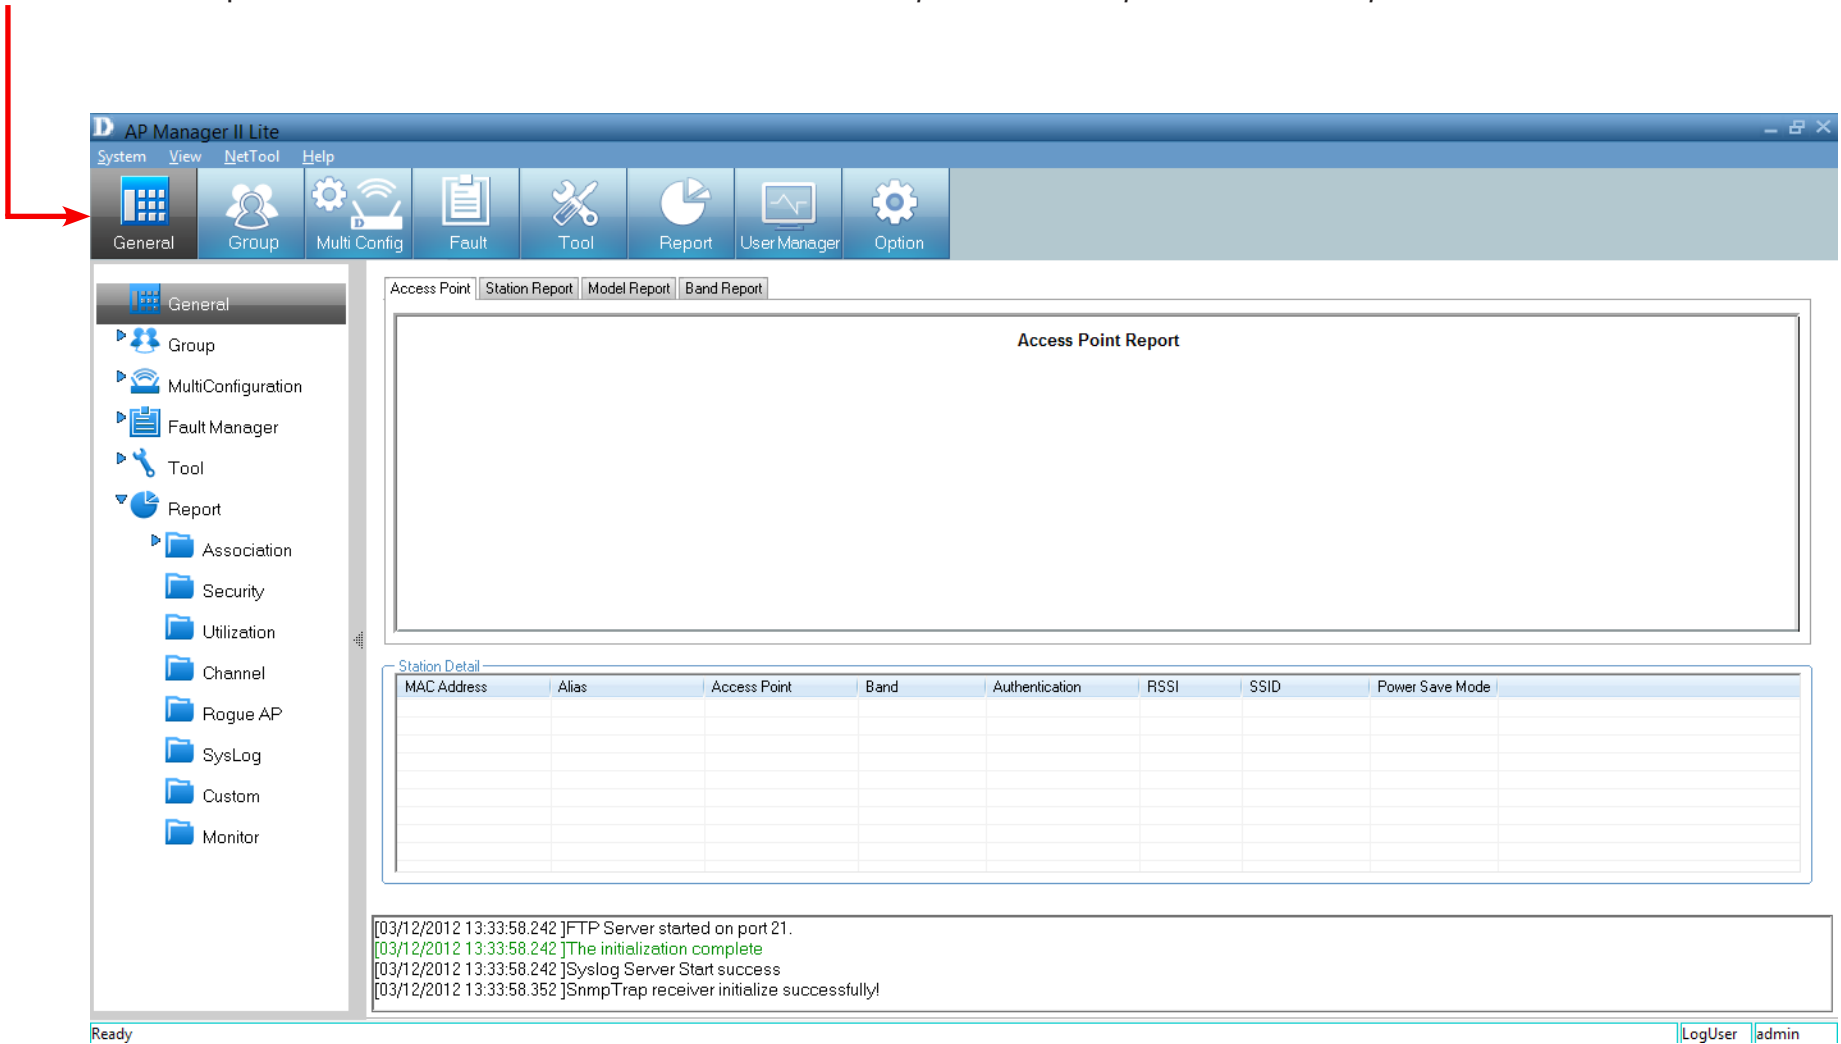 D AP Manager II Lite
System View NetTool Help
General Group Multi Config Fault Tool Report User Manager Option
General
Group
MultiConfiguration
Fault Manager
Tool
Report
Association
Security
Utilization
Channel
Rogue AP
SysLog
Custom
Monitor
Access Point Station Report Model Report Band Report
Access Point Report
Station Detail
MAC Address Alias Access Point Band Authentication RSSI SSID Power Save Mode
[03/12/2012 13:33:58.242 ]FTP Server started on port 21.
[03/12/2012 13:33:58.242 ]The initialization complete
[03/12/2012 13:33:58.242 ]Syslog Server Start success
[03/12/2012 13:33:58.352 ]SnmpTrap receiver initialize successfully!
Ready LogUser admin